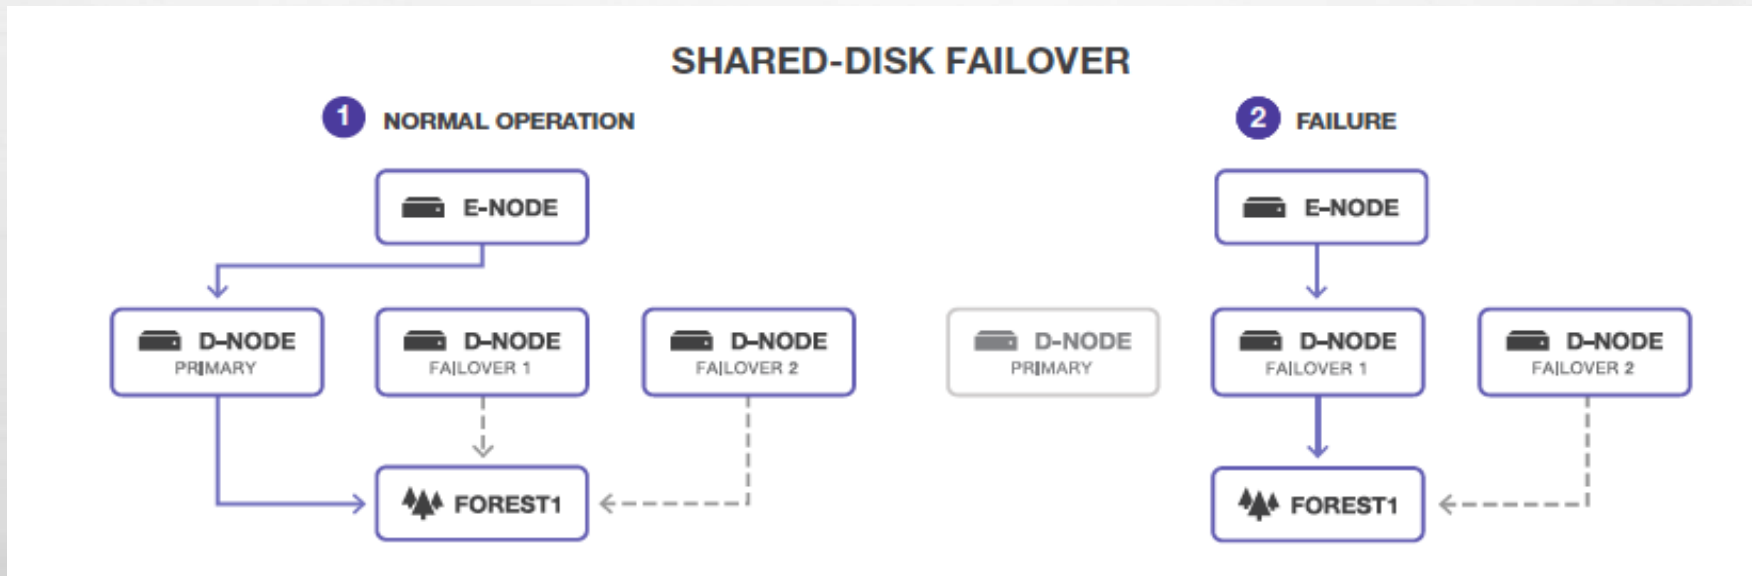 SHARED-DISK FAILOVER
1 NORMAL OPERATION
E-NODE
D–NODE
PRIMARY
D–NODE
FAILOVER 1
D–NODE
FAILOVER 2
FOREST1
2 FAILURE
E–NODE
D–NODE
PRIMARY
D–NODE
FAILOVER 1
D–NODE
FAILOVER 2
FOREST1